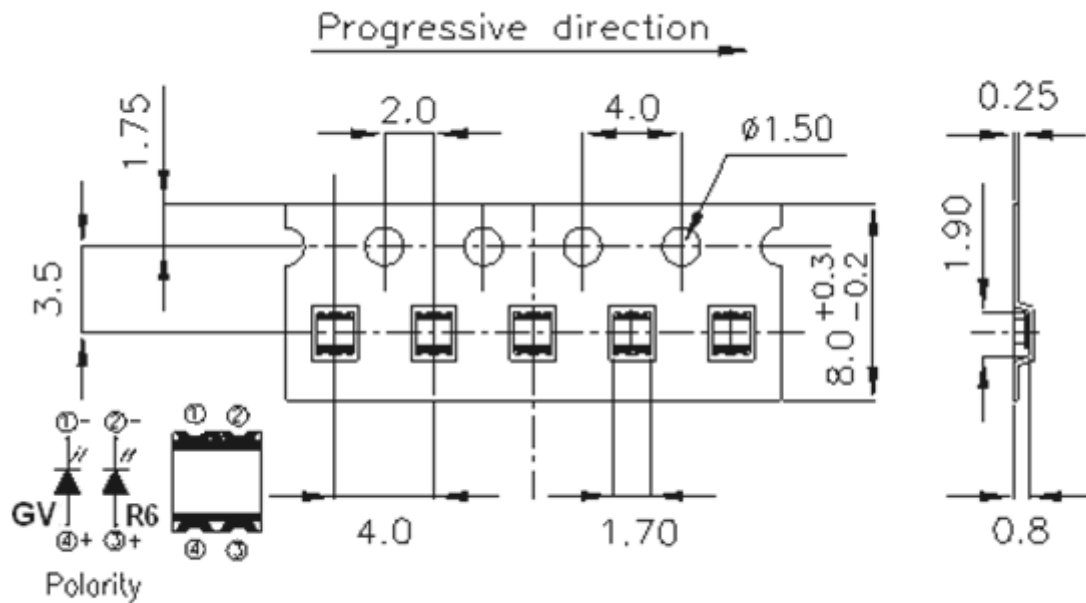 Progressive direction
1.75
2.0
4.0
ø1.50
0.25
3.5
8.0 +0.3 -0.2
1.90
①- ②-
① ②
GV R6
④+ ③+
④ ③
Polarity
4.0
1.70
0.8